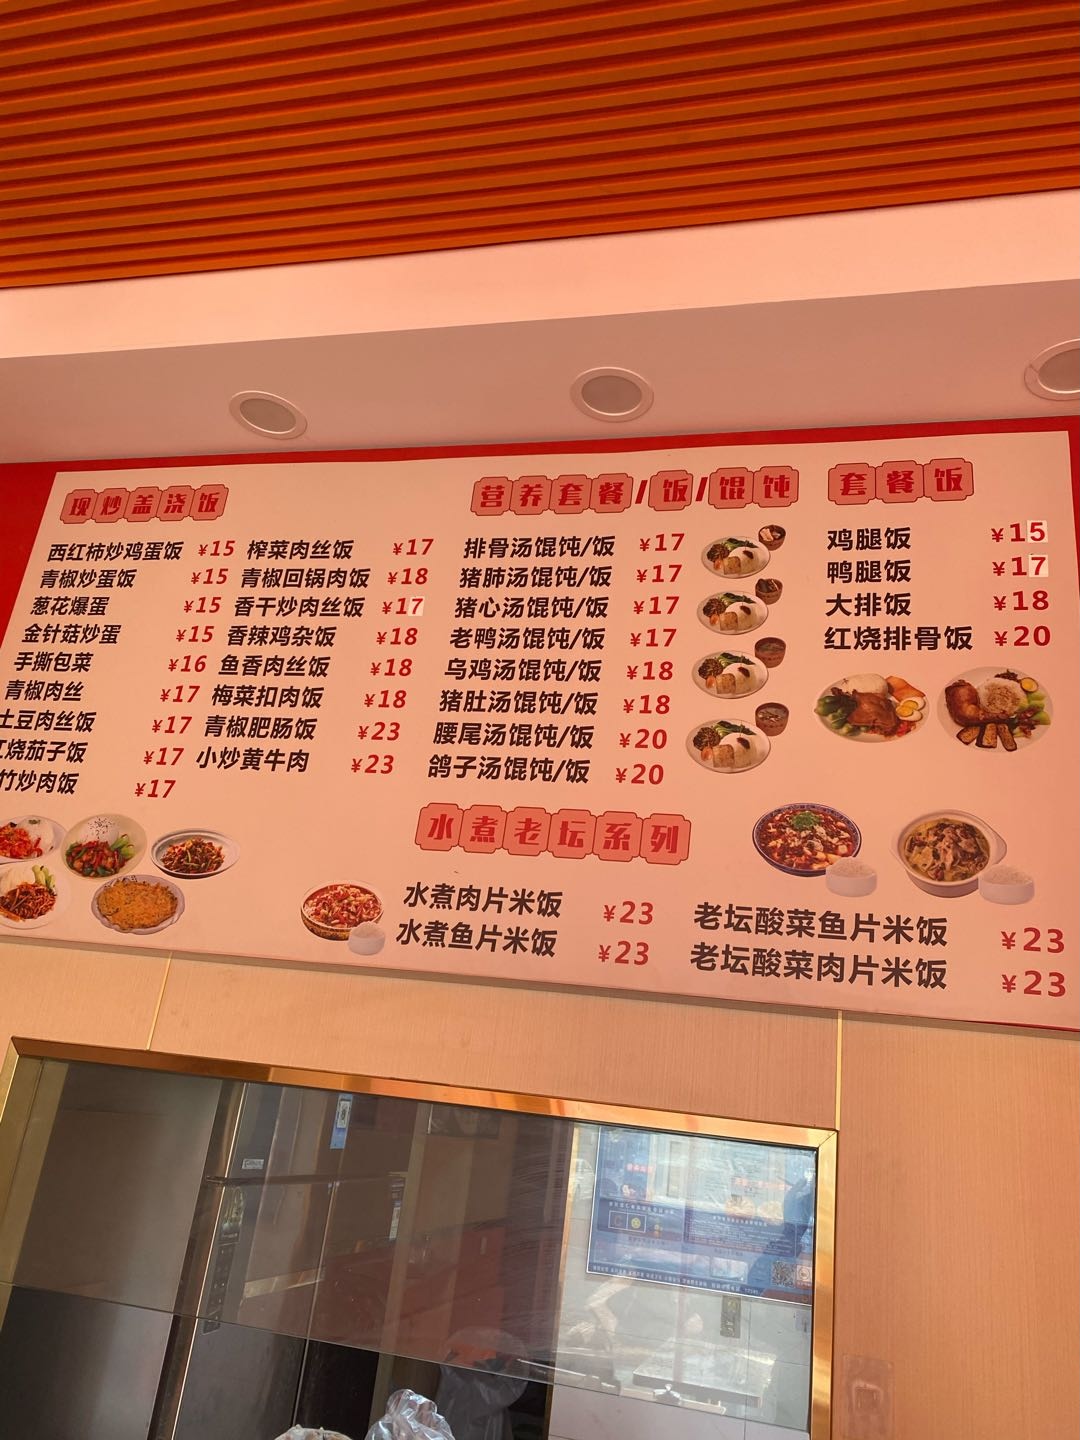 现炒盖浇饭
西红柿炒鸡蛋饭 ¥15
青椒炒蛋饭 ¥15
葱花爆蛋 ¥15
金针菇炒蛋 ¥15
手撕包菜 ¥16
青椒肉丝 ¥17
土豆肉丝饭 ¥17
红烧茄子饭 ¥17
竹炒肉饭 ¥17
榨菜肉丝饭 ¥17
青椒回锅肉饭 ¥18
香干炒肉丝饭 ¥17
香辣鸡杂饭 ¥18
鱼香肉丝饭 ¥18
梅菜扣肉饭 ¥18
青椒肥肠饭 ¥23
小炒黄牛肉 ¥23
营养套餐/饭/馄饨
排骨汤馄饨/饭 ¥17
猪肺汤馄饨/饭 ¥17
猪心汤馄饨/饭 ¥17
老鸭汤馄饨/饭 ¥17
乌鸡汤馄饨/饭 ¥18
猪肚汤馄饨/饭 ¥18
腰尾汤馄饨/饭 ¥20
鸽子汤馄饨/饭 ¥20
套餐饭
鸡腿饭 ¥15
鸭腿饭 ¥17
大排饭 ¥18
红烧排骨饭 ¥20
水煮老坛系列
水煮肉片米饭 ¥23
水煮鱼片米饭 ¥23
老坛酸菜鱼片米饭 ¥23
老坛酸菜肉片米饭 ¥23